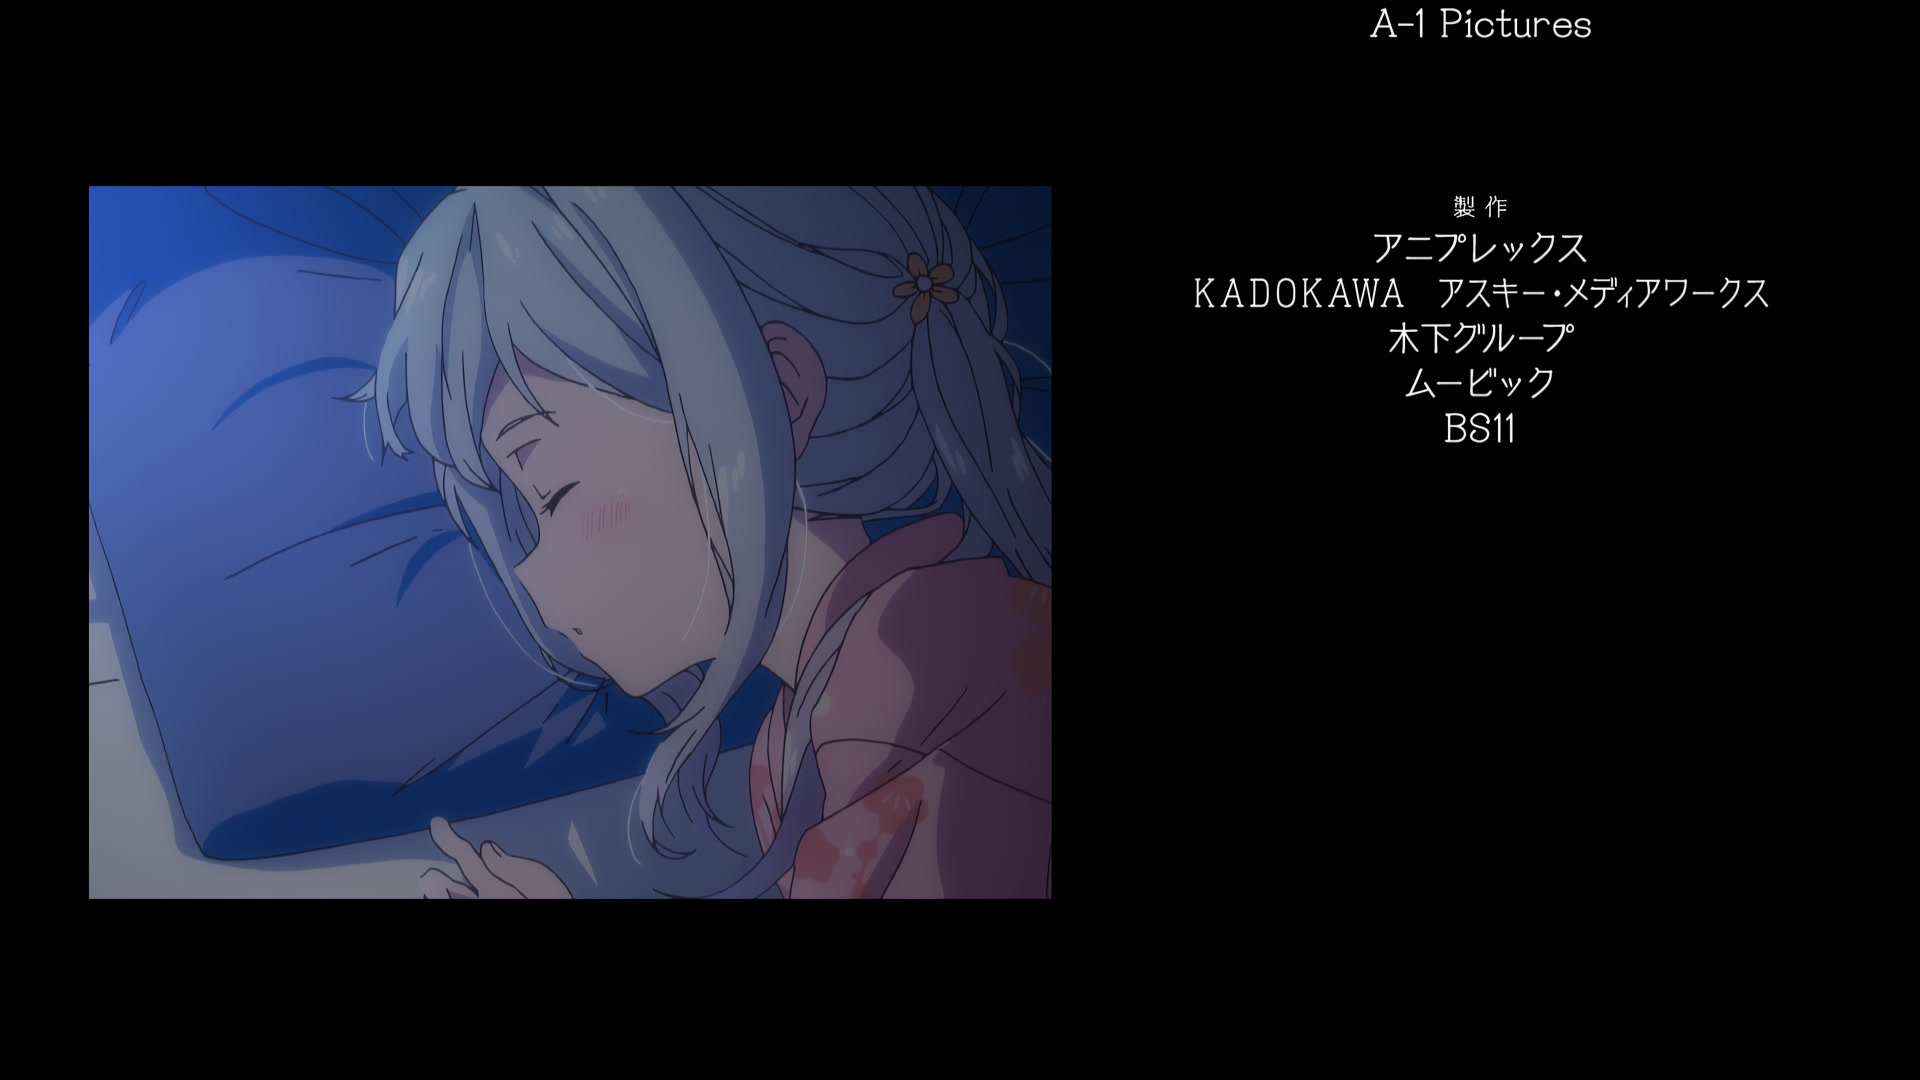 A-1 Pictures
製作
アニプレックス
KADOKAWA　アスキー・メディアワークス
木下グループ
ムービック
BS11